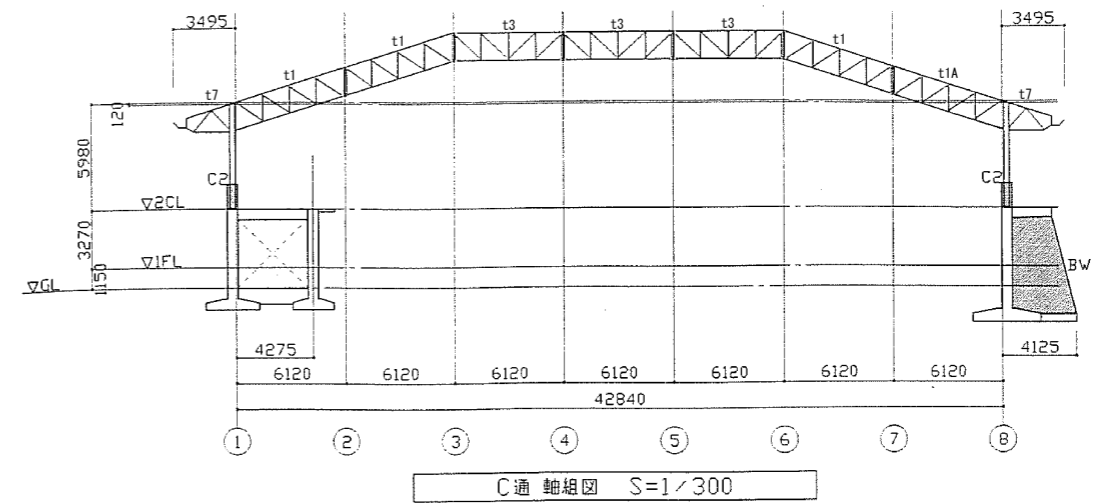 3495
3495
t3
t3
t3
t1
t1
t1
t1A
t7
t7
120
5980
C2
C2
▽2CL
3270
▽1FL
BW
1150
▽GL
4275
4125
6120
6120
6120
6120
6120
6120
6120
42840
①
②
③
④
⑤
⑥
⑦
⑧
C通 軸組図 S=1/300